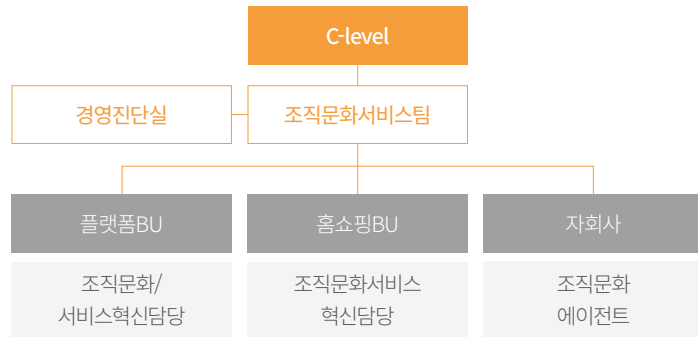 C-level
경영진단실
조직문화서비스팀
플랫폼BU
홈쇼핑BU
자회사
조직문화/
서비스혁신담당
조직문화서비스
혁신담당
조직문화
에이전트